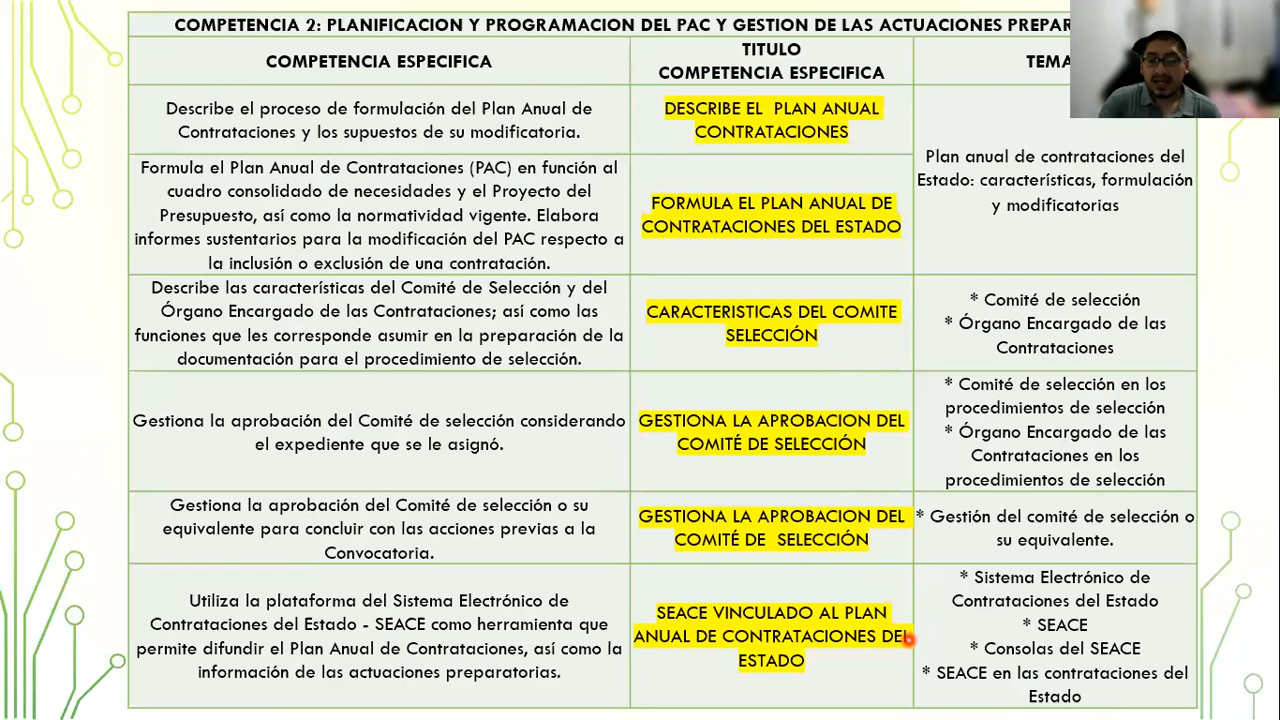 COMPETENCIA 2: PLANIFICACION Y PROGRAMACION DEL PAC Y GESTION DE LAS ACTUACIONES
COMPETENCIA ESPECIFICA
TITULO
COMPETENCIA ESPECIFICA
Describe el proceso de formulación del Plan Anual de
Contrataciones y los supuestos de su modificatoria.
DESCRIBE EL PLAN ANUAL
CONTRATACIONES
Plan anual de contrataciones del
Estado: características, formulación
y modificatorias
Formula el Plan Anual de Contrataciones (PAC) en función al
cuadro consolidado de necesidades y el Proyecto del
Presupuesto, así como la normatividad vigente. Elabora
informes sustentarios para la modificación del PAC respecto a
la inclusión o exclusión de una contratación.
FORMULA EL PLAN ANUAL DE
CONTRATACIONES DEL ESTADO
Describe las características del Comité de Selección y del
Órgano Encargado de las Contrataciones; así como las
funciones que les corresponde asumir en la preparación de la
documentación para el procedimiento de selección.
CARACTERISTICAS DEL COMITE
SELECCIÓN
* Comité de selección
* Órgano Encargado de las
Contrataciones
Gestiona la aprobación del Comité de selección considerando
el expediente que se le asignó.
GESTIONA LA APROBACION DEL
COMITÉ DE SELECCIÓN
* Comité de selección en los
procedimientos de selección
* Órgano Encargado de las
Contrataciones en los
procedimientos de selección
Gestiona la aprobación del Comité de selección o su
equivalente para concluir con las acciones previas a la
Convocatoria.
GESTIONA LA APROBACION DEL
COMITÉ DE SELECCIÓN
* Gestión del comité de selección o
su equivalente.
Utiliza la plataforma del Sistema Electrónico de
Contrataciones del Estado - SEACE como herramienta que
permite difundir el Plan Anual de Contrataciones, así como la
información de las actuaciones preparatorias.
SEACE VINCULADO AL PLAN
ANUAL DE CONTRATACIONES DEL
ESTADO
* Sistema Electrónico de
Contrataciones del Estado
* SEACE
* Consolas del SEACE
* SEACE en las contrataciones del
Estado